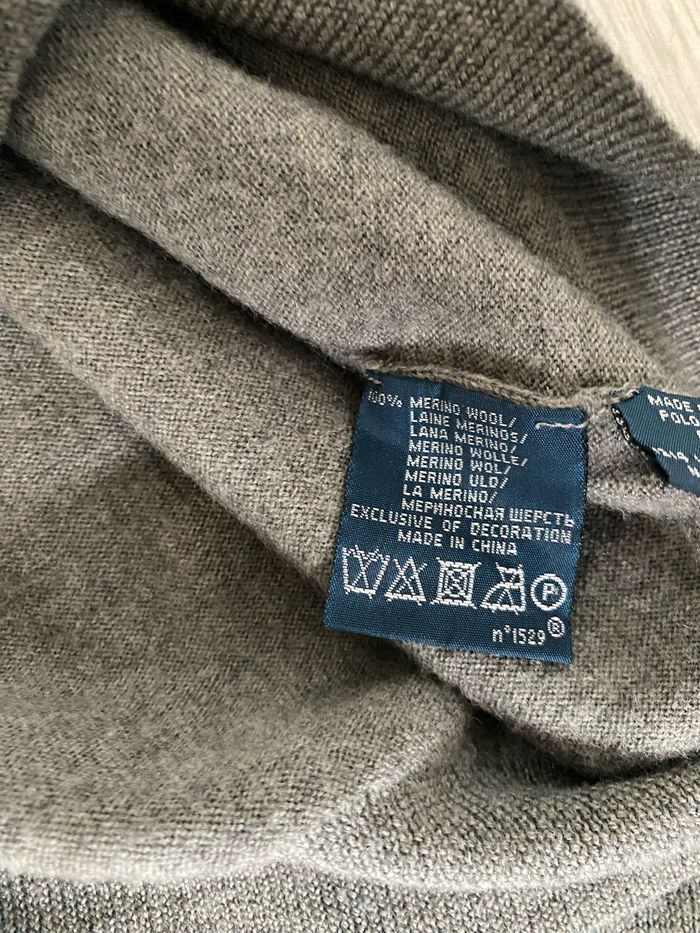 100% MERINO WOOL/
LAINE MERINOS/
LANA MERINO/
MERINO WOLLE/
MERINO WOL/
MERINO ULD/
LA MERINO/
МЕРИНОСНАЯ ШЕРСТЬ
EXCLUSIVE OF DECORATION
MADE IN CHINA
P
n°1529®
MADE
POLO